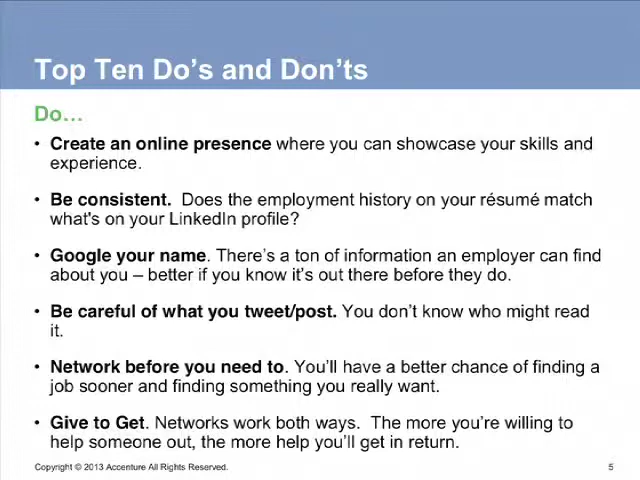 Top Ten Do’s and Don’ts
Do…
• Create an online presence where you can showcase your skills and
experience.
• Be consistent.  Does the employment history on your résumé match
what's on your LinkedIn profile?
• Google your name. There’s a ton of information an employer can find
about you – better if you know it’s out there before they do.
• Be careful of what you tweet/post. You don’t know who might read
it.
• Network before you need to. You’ll have a better chance of finding a
job sooner and finding something you really want.
• Give to Get. Networks work both ways.  The more you’re willing to
help someone out, the more help you’ll get in return.
Copyright © 2013 Accenture All Rights Reserved.
5